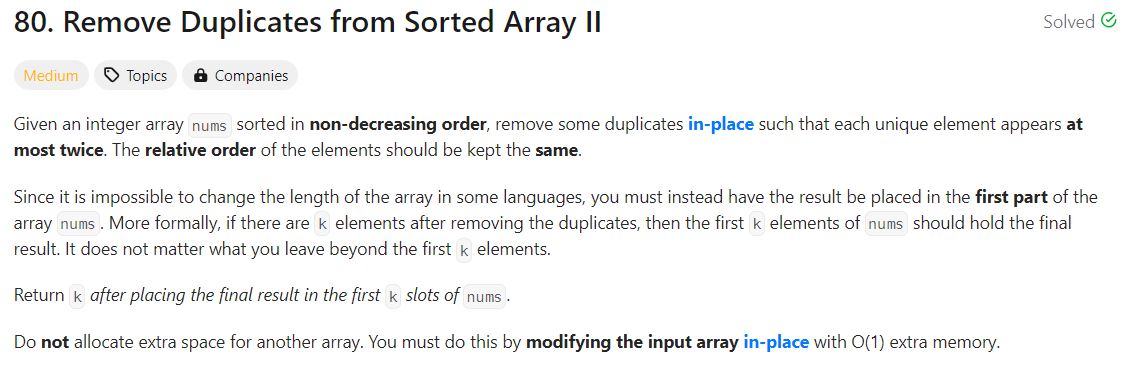 80. Remove Duplicates from Sorted Array II
Solved
Medium Topics Companies
Given an integer array nums sorted in non-decreasing order, remove some duplicates in-place such that each unique element appears at
most twice. The relative order of the elements should be kept the same.
Since it is impossible to change the length of the array in some languages, you must instead have the result be placed in the first part of the
array nums. More formally, if there are k elements after removing the duplicates, then the first k elements of nums should hold the final
result. It does not matter what you leave beyond the first k elements.
Return k after placing the final result in the first k slots of nums.
Do not allocate extra space for another array. You must do this by modifying the input array in-place with O(1) extra memory.